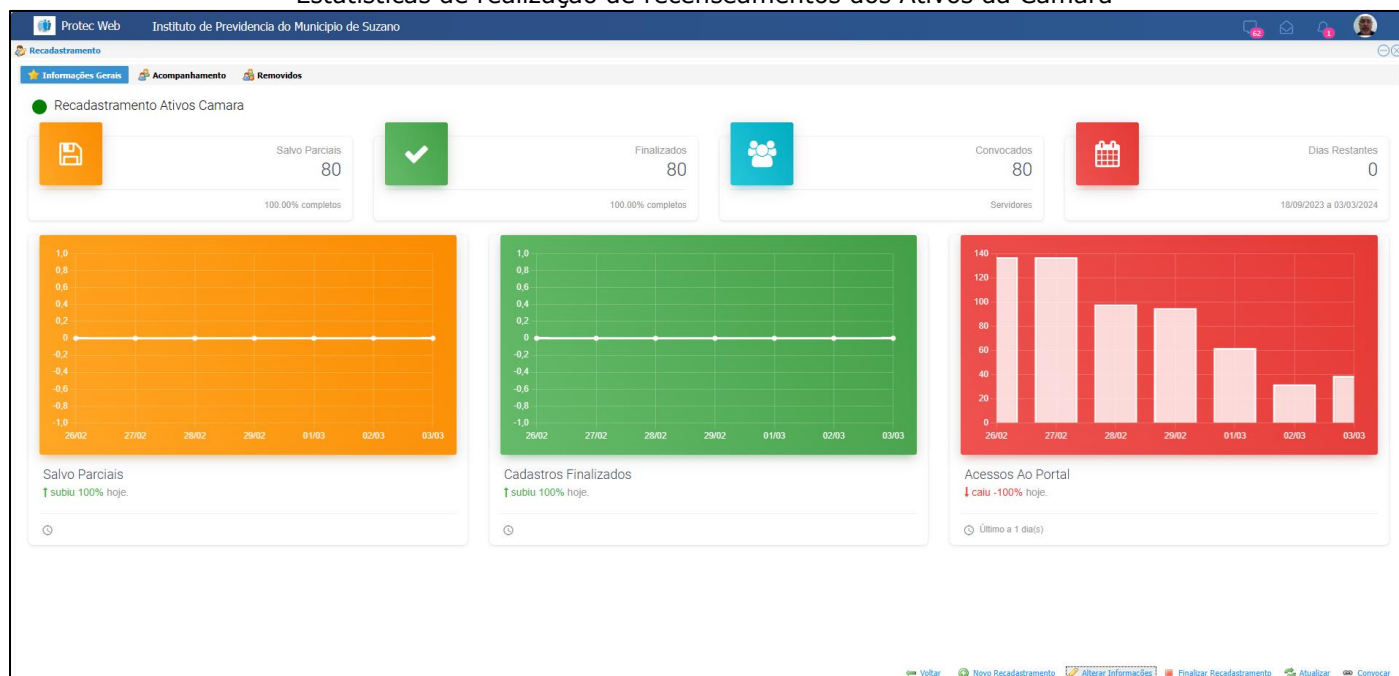 Estatísticas de realização de recenseamentos dos Ativos da Câmara
Protec Web Instituto de Previdencia do Municipio de Suzano
62 1
Recadastramento
Informações Gerais Acompanhamento Removidos
Recadastramento Ativos Camara
Salvo Parciais
80
100.00% completos
Finalizados
80
100.00% completos
Convocados
80
Servidores
Dias Restantes
0
18/09/2023 a 03/03/2024
1,0
0,8
0,6
0,4
0,2
0
-0,2
-0,4
-0,6
-0,8
-1,0
26/02 27/02 28/02 29/02 01/03 02/03 03/03
Salvo Parciais
subiu 100% hoje.
1,0
0,8
0,6
0,4
0,2
0
-0,2
-0,4
-0,6
-0,8
-1,0
26/02 27/02 28/02 29/02 01/03 02/03 03/03
Cadastros Finalizados
subiu 100% hoje.
140
120
100
80
60
40
20
0
26/02 27/02 28/02 29/02 01/03 02/03 03/03
Acessos Ao Portal
caiu -100% hoje.
Último a 1 dia(s)
Voltar Novo Recadastramento Alterar Informações Finalizar Recadastramento Atualizar Convocar